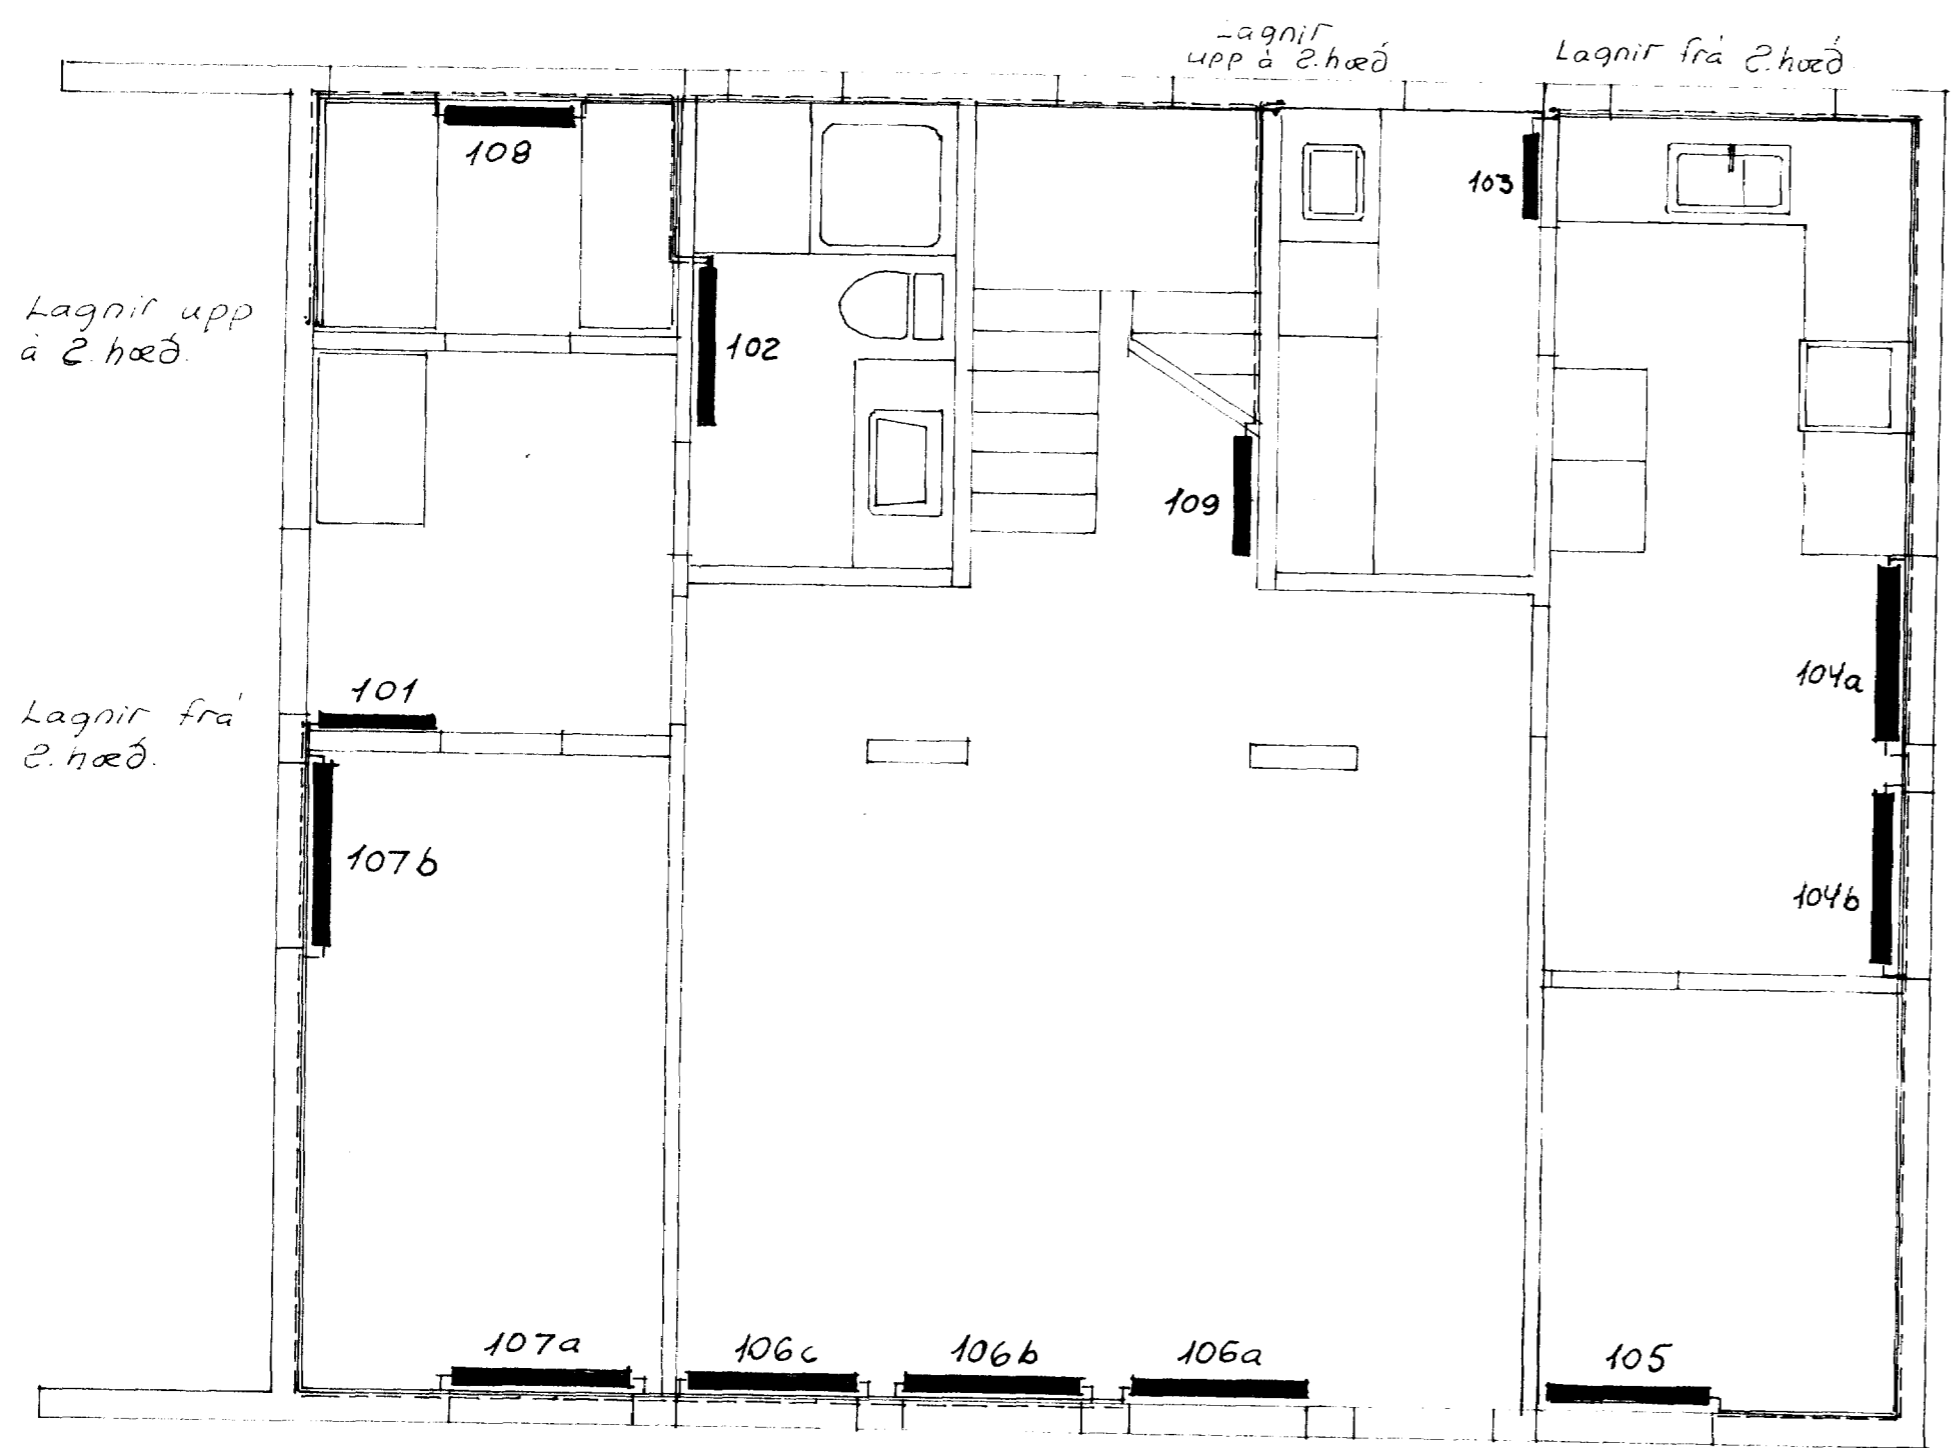 Lagnir
upp á 2.hæð
Lagnir frá 2.hæð
108
103
Lagnir upp
á 2.hæð.
102
109
104a
101
Lagnir frá
2.hæð.
107b
104b
107a
106c
106b
106a
105